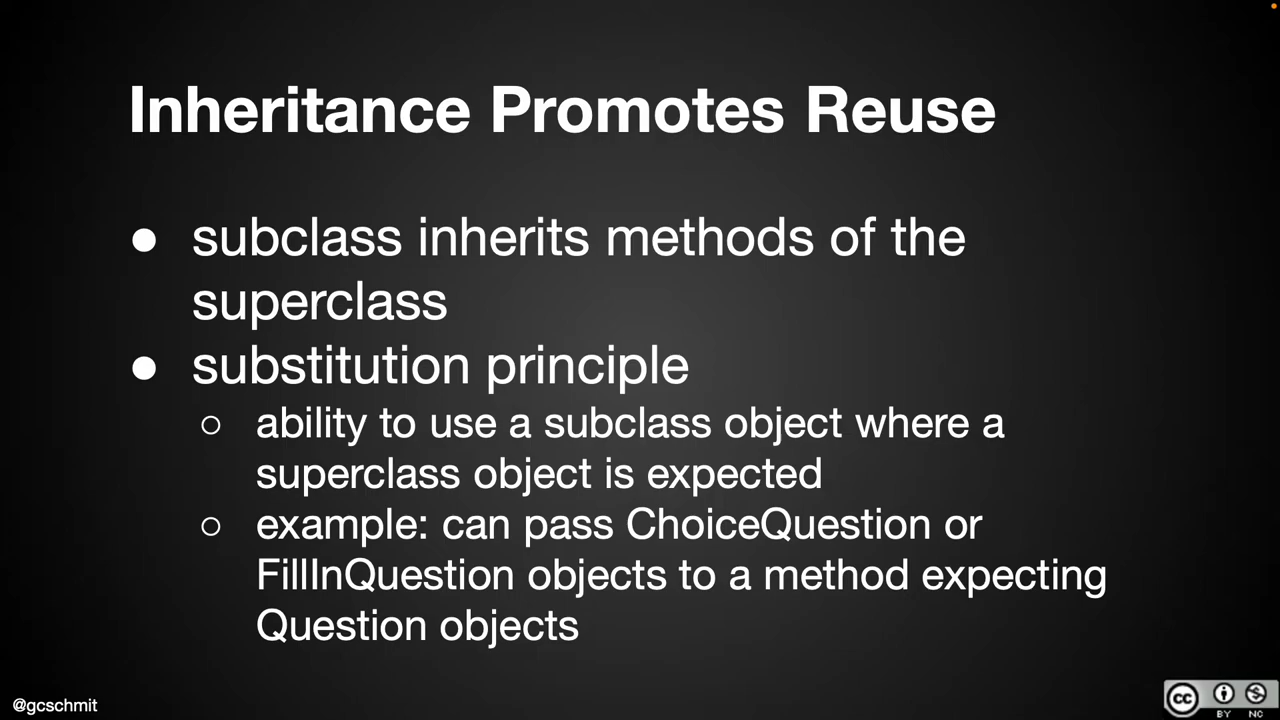 Inheritance Promotes Reuse
● subclass inherits methods of the
superclass
● substitution principle
○ ability to use a subclass object where a
superclass object is expected
○ example: can pass ChoiceQuestion or
FillInQuestion objects to a method expecting
Question objects
@gcschmit
cc BY NC